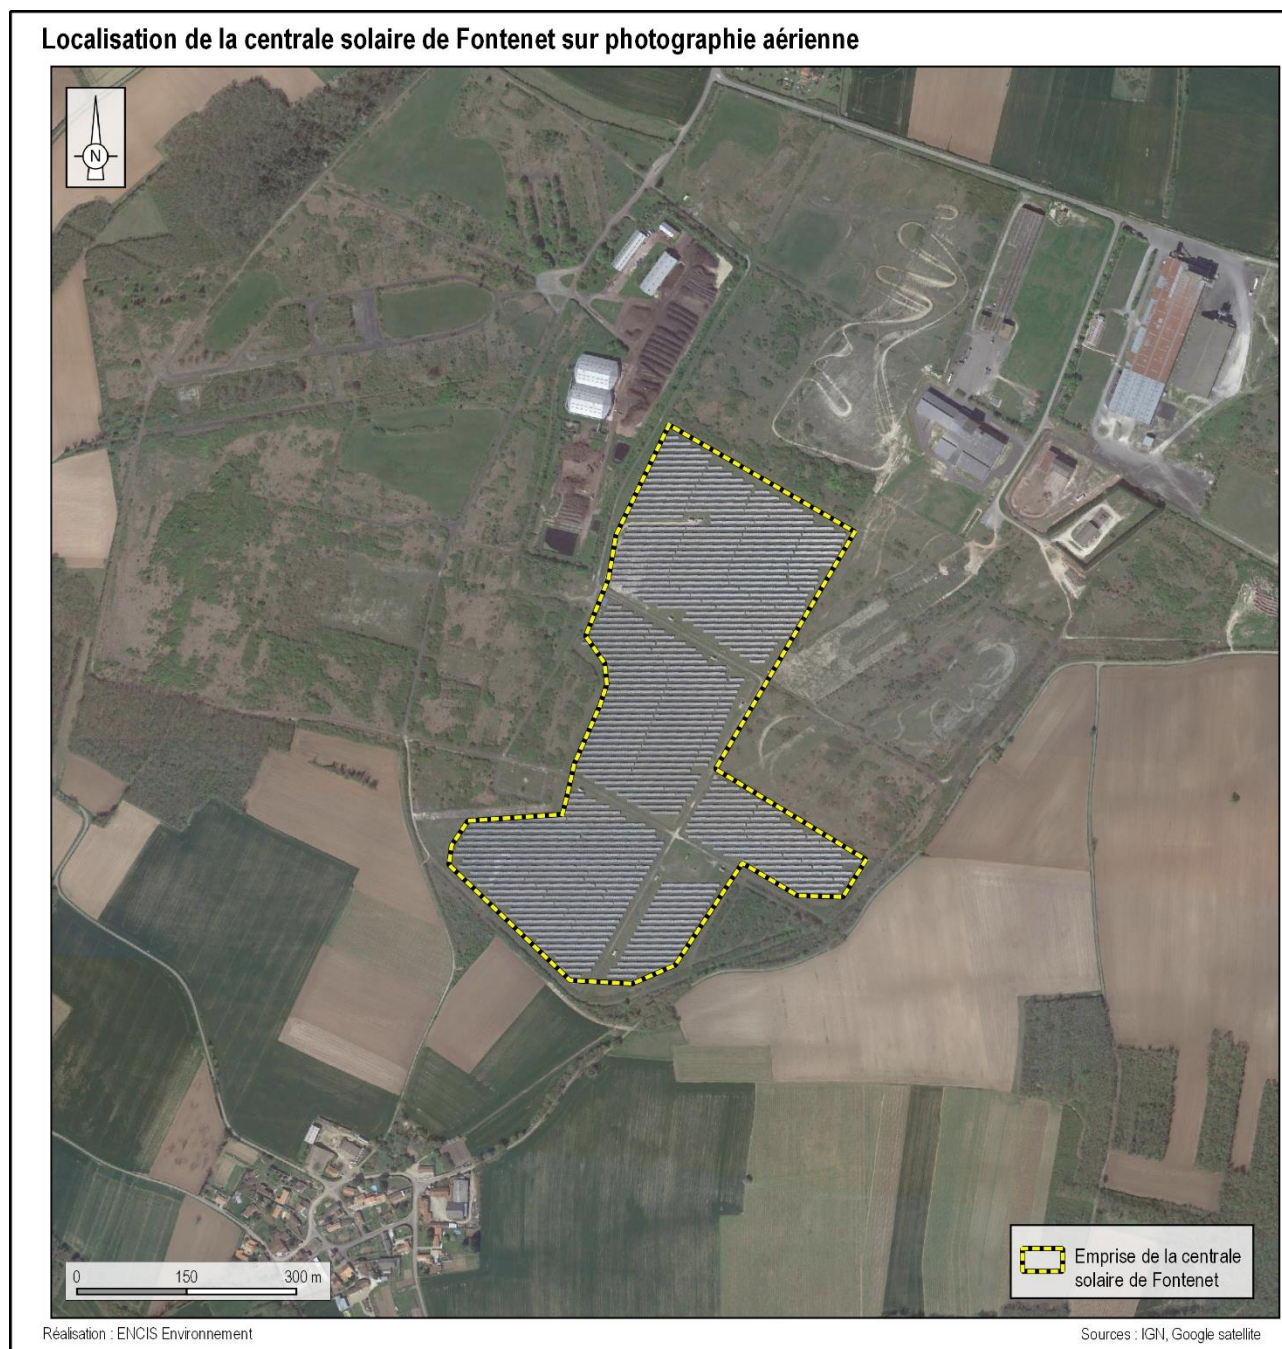 Localisation de la centrale solaire de Fontenet sur photographie aérienne
N
0 150 300 m
Emprise de la centrale
solaire de Fontenet
Réalisation : ENCIS Environnement
Sources : IGN, Google satellite